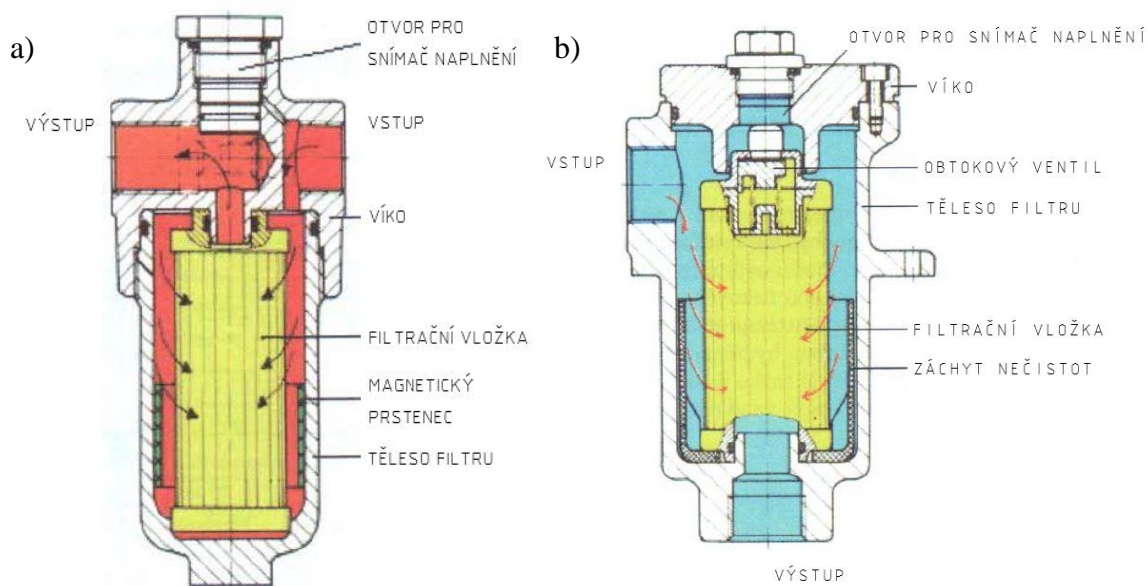 a)
OTVOR PRO
SNÍMAČ NAPLNĚNÍ
VÝSTUP
VSTUP
VÍKO
FILTRAČNÍ VLOŽKA
MAGNETICKÝ
PRSTENEC
TĚLESO FILTRU
b)
OTVOR PRO SNÍMAČ NAPLNĚNÍ
VÍKO
VSTUP
OBTOKOVÝ VENTIL
TĚLESO FILTRU
FILTRAČNÍ VLOŽKA
ZÁCHYT NEČISTOT
VÝSTUP